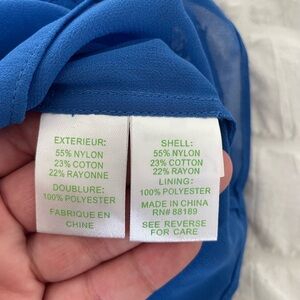 EXTERIEUR:
55% NYLON
23% COTON
22% RAYONNE
DOUBLURE:
100% POLYESTER
FABRIQUE EN
CHINE
SHELL:
55% NYLON
23% COTTON
22% RAYON
LINING:
100% POLYESTER
MADE IN CHINA
RN# 88189
SEE REVERSE
FOR CARE